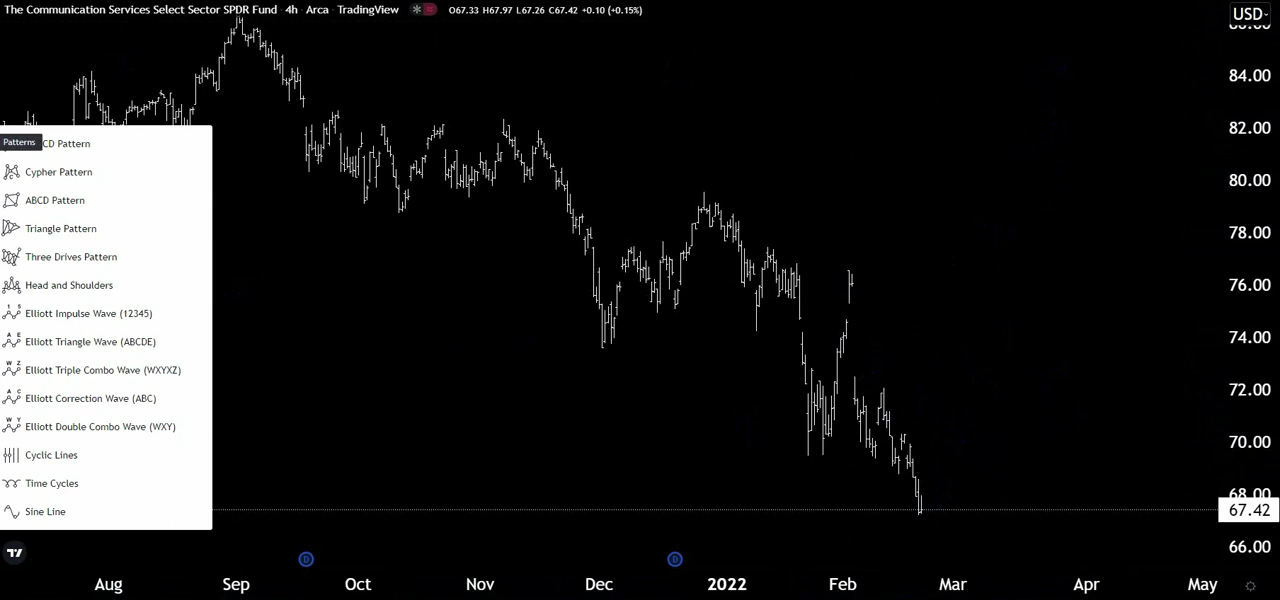 The Communication Services Select Sector SPDR Fund · 4h · Arca · TradingView
O67.33 H67.97 L67.26 C67.42 +0.10 (+0.15%)
USD
84.00
82.00
80.00
78.00
76.00
74.00
72.00
70.00
68.00
67.42
66.00
Patterns
CD Pattern
Cypher Pattern
ABCD Pattern
Triangle Pattern
Three Drives Pattern
Head and Shoulders
Elliott Impulse Wave (12345)
Elliott Triangle Wave (ABCDE)
Elliott Triple Combo Wave (WXYXZ)
Elliott Correction Wave (ABC)
Elliott Double Combo Wave (WXY)
Cyclic Lines
Time Cycles
Sine Line
D D
Aug Sep Oct Nov Dec 2022 Feb Mar Apr May